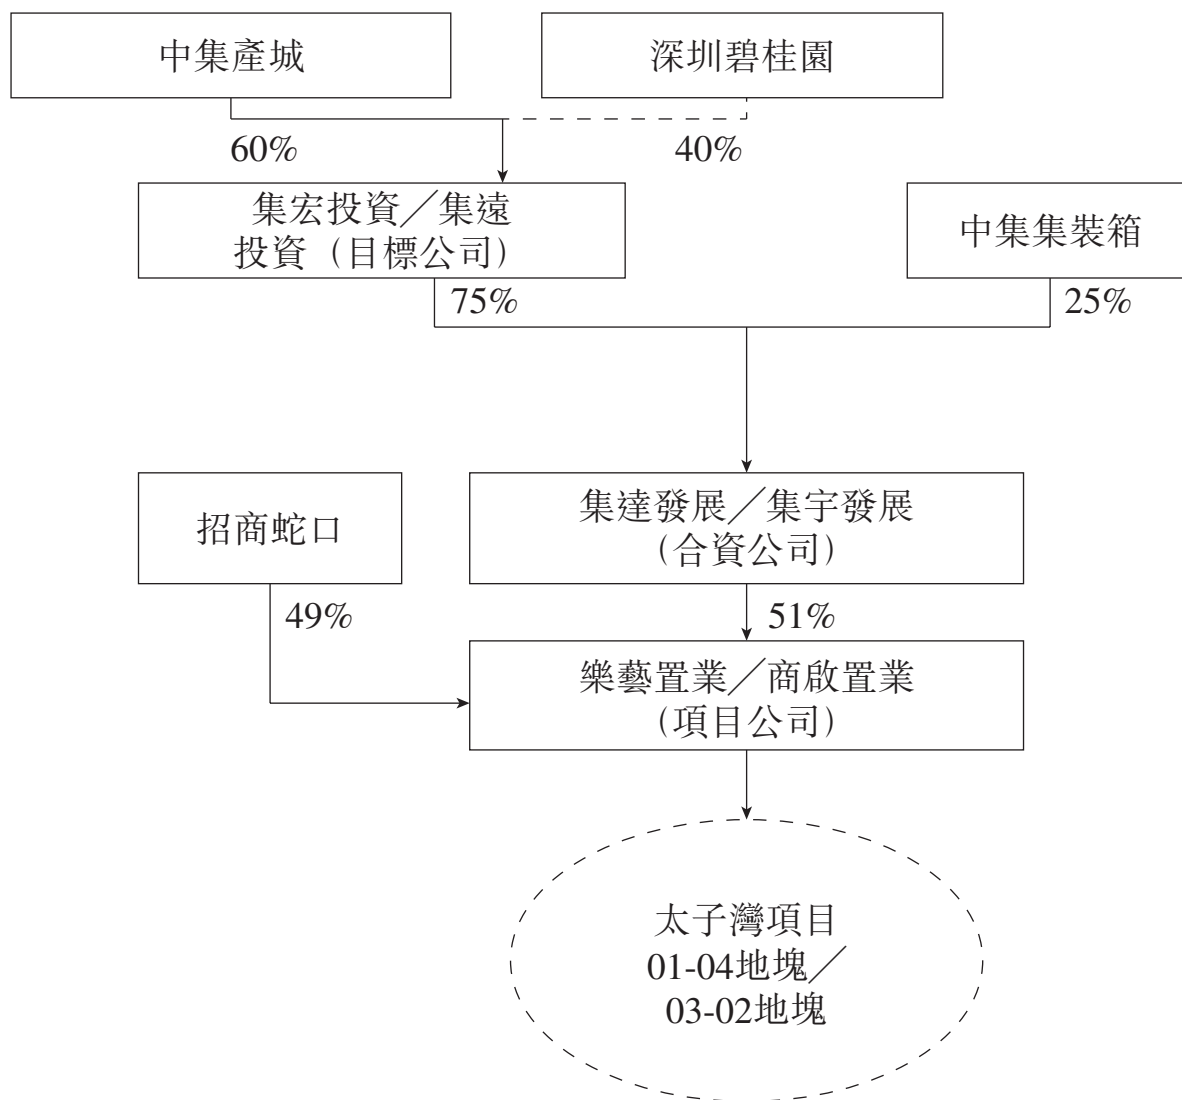 中集產城
深圳碧桂園
60%
40%
集宏投資／集遠
投資（目標公司）
中集集裝箱
75%
25%
招商蛇口
集達發展／集宇發展
（合資公司）
49%
51%
樂藝置業／商啟置業
（項目公司）
太子灣項目
01-04地塊／
03-02地塊